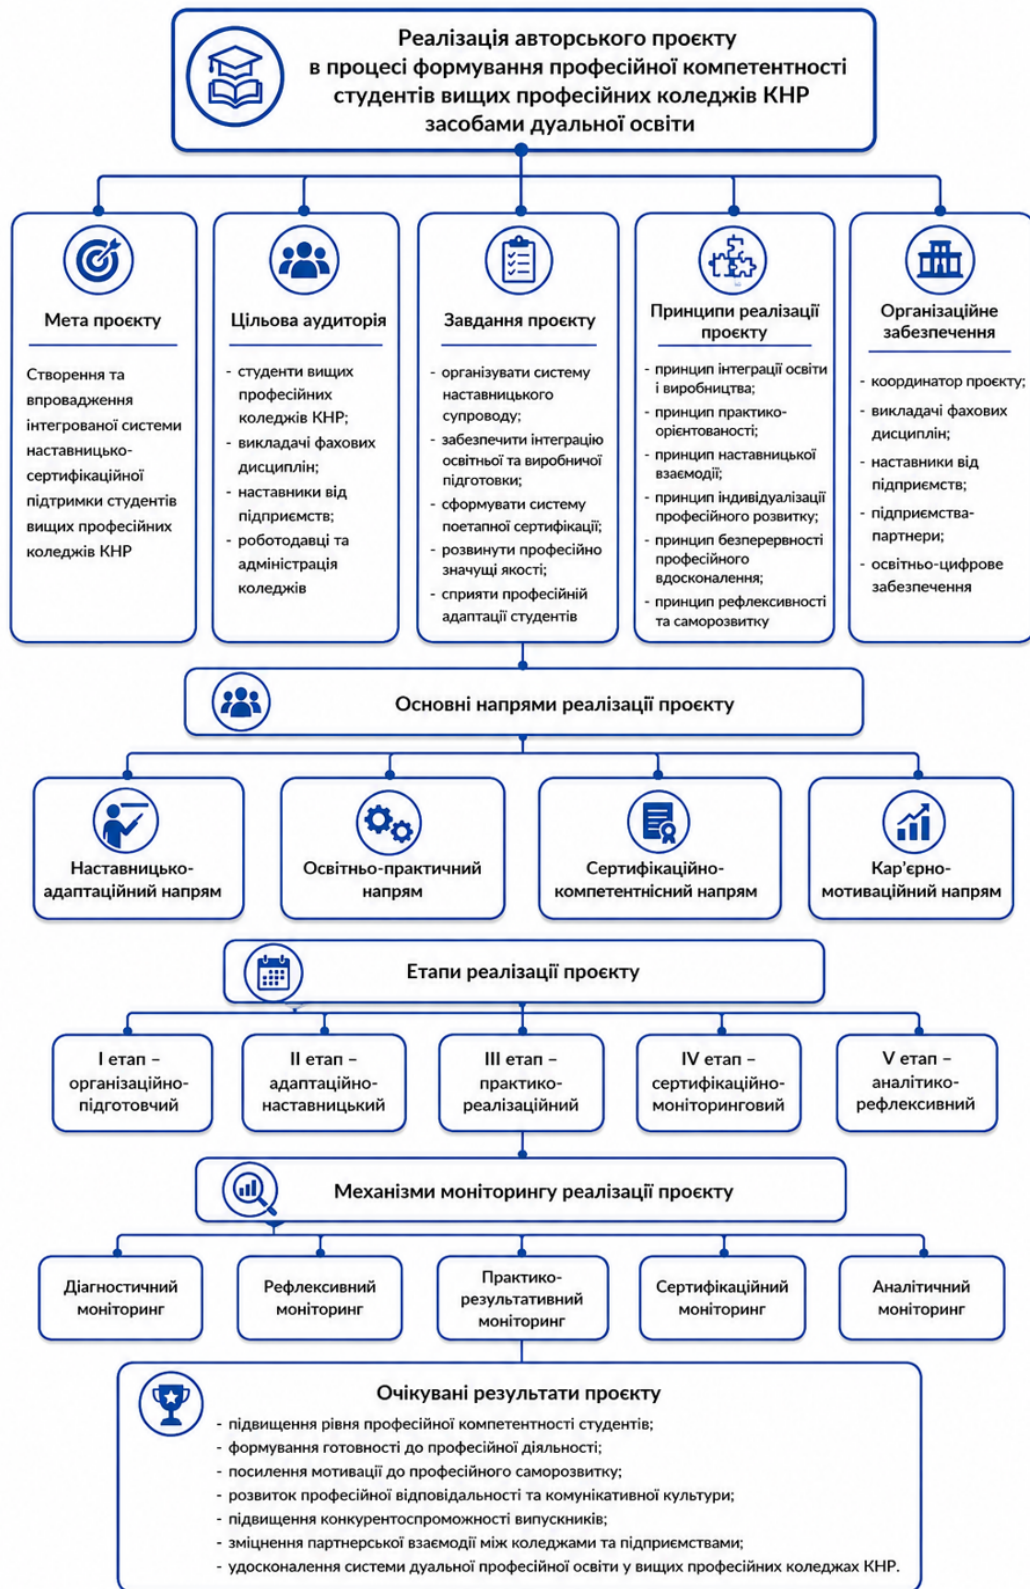 Реалізація авторського проєкту
в процесі формування професійної компетентності
студентів вищих професійних коледжів КНР
засобами дуальної освіти
Мета проєкту
Створення та
впровадження
інтегрованої системи
наставницько-
сертифікаційної
підтримки студентів
вищих професійних
коледжів КНР
Цільова аудиторія
- студенти вищих
професійних
коледжів КНР;
- викладачі фахових
дисциплін;
- наставники від
підприємств;
- роботодавці та
адміністрація
коледжів
Завдання проєкту
- організувати систему
наставницького
супроводу;
- забезпечити інтеграцію
освітньої та виробничої
підготовки;
- сформувати систему
поетапної сертифікації;
- розвинути професійно
значущі якості;
- сприяти професійній
адаптації студентів
Принципи реалізації
проєкту
- принцип інтеграції освіти
і виробництва;
- принцип практико-
орієнтованості;
- принцип наставницької
взаємодії;
- принцип індивідуалізації
професійного розвитку;
- принцип безперервності
професійного
вдосконалення;
- принцип рефлексивності
та саморозвитку
Організаційне
забезпечення
- координатор проєкту;
- викладачі фахових
дисциплін;
- наставники від
підприємств;
- підприємства-
партнери;
- освітньо-цифрове
забезпечення
Основні напрями реалізації проєкту
Наставницько-
адаптаційний напрям
Освітньо-практичний
напрям
Сертифікаційно-
компетентнісний напрям
Кар’єрно-
мотиваційний напрям
Етапи реалізації проєкту
I етап –
організаційно-
підготовчий
II етап –
адаптаційно-
наставницький
III етап –
практико-
реалізаційний
IV етап –
сертифікаційно-
моніторинговий
V етап –
аналітико-
рефлексивний
Механізми моніторингу реалізації проєкту
Діагностичний
моніторинг
Рефлексивний
моніторинг
Практико-
результативний
моніторинг
Сертифікаційний
моніторинг
Аналітичний
моніторинг
Очікувані результати проєкту
- підвищення рівня професійної компетентності студентів;
- формування готовності до професійної діяльності;
- посилення мотивації до професійного саморозвитку;
- розвиток професійної відповідальності та комунікативної культури;
- підвищення конкурентоспроможності випускників;
- зміцнення партнерської взаємодії між коледжами та підприємствами;
- удосконалення системи дуальної професійної освіти у вищих професійних коледжах КНР.